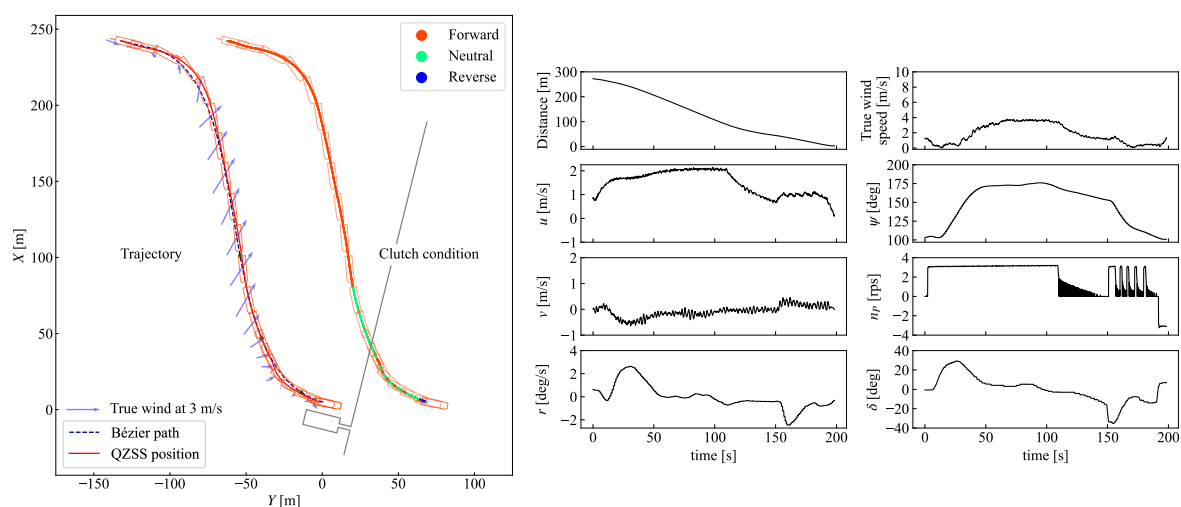 250
200
150
100
50
0
X [m]
−150
−100
−50
0
50
100
Y [m]
Forward
Neutral
Reverse
Trajectory
Clutch condition
True wind at 3 m/s
Bézier path
QZSS position
300
200
100
0
Distance [m]
10
8
6
4
2
0
True wind
speed [m/s]
2
1
0
−1
u [m/s]
200
175
150
125
100
ψ [deg]
2
1
0
−1
v [m/s]
4
2
0
−2
−4
n_P [rps]
4
2
0
−2
r [deg/s]
0
50
100
150
200
time [s]
40
20
0
−20
−40
δ [deg]
0
50
100
150
200
time [s]